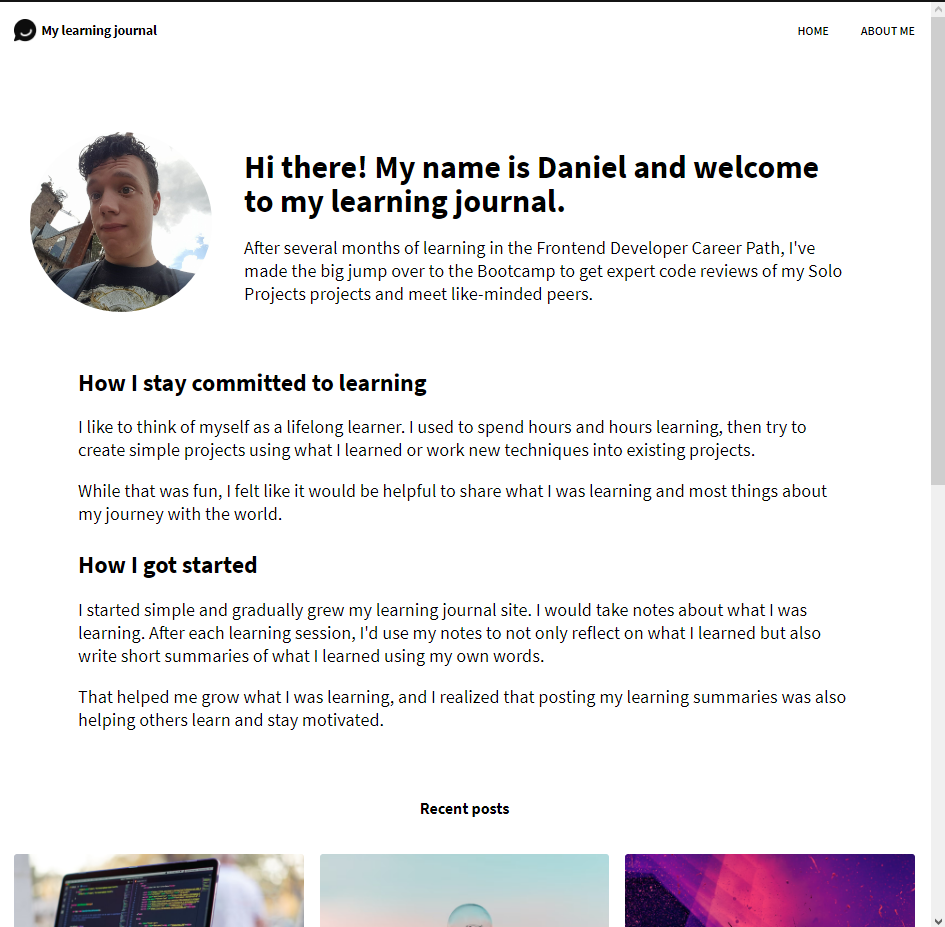 My learning journal
HOME
ABOUT ME
Hi there! My name is Daniel and welcome
to my learning journal.
After several months of learning in the Frontend Developer Career Path, I've
made the big jump over to the Bootcamp to get expert code reviews of my Solo
Projects projects and meet like-minded peers.
How I stay committed to learning
I like to think of myself as a lifelong learner. I used to spend hours and hours learning, then try to
create simple projects using what I learned or work new techniques into existing projects.
While that was fun, I felt like it would be helpful to share what I was learning and most things about
my journey with the world.
How I got started
I started simple and gradually grew my learning journal site. I would take notes about what I was
learning. After each learning session, I'd use my notes to not only reflect on what I learned but also
write short summaries of what I learned using my own words.
That helped me grow what I was learning, and I realized that posting my learning summaries was also
helping others learn and stay motivated.
Recent posts